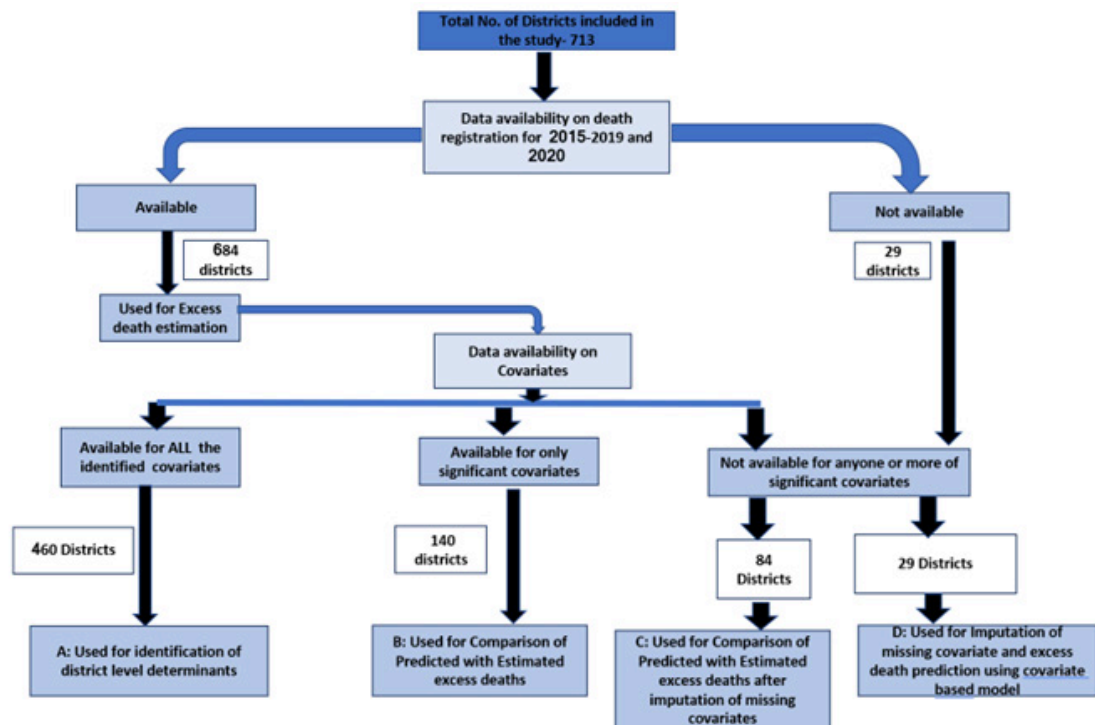 Total No. of Districts included in
the study- 713
Data availability on death
registration for 2015-2019 and
2020
Available
Not available
684
districts
29
districts
Used for Excess
death estimation
Data availability on
Covariates
Available for ALL the
identified covariates
Available for only
significant covariates
Not available for anyone or more of
significant covariates
460 Districts
140
districts
84
Districts
29 Districts
A: Used for identification of
district level determinants
B: Used for Comparison of
Predicted with Estimated
excess deaths
C: Used for Comparison of
Predicted with Estimated
excess deaths after
imputation of missing
covariates
D: Used for Imputation of
missing covariate and excess
death prediction using covariate
based model